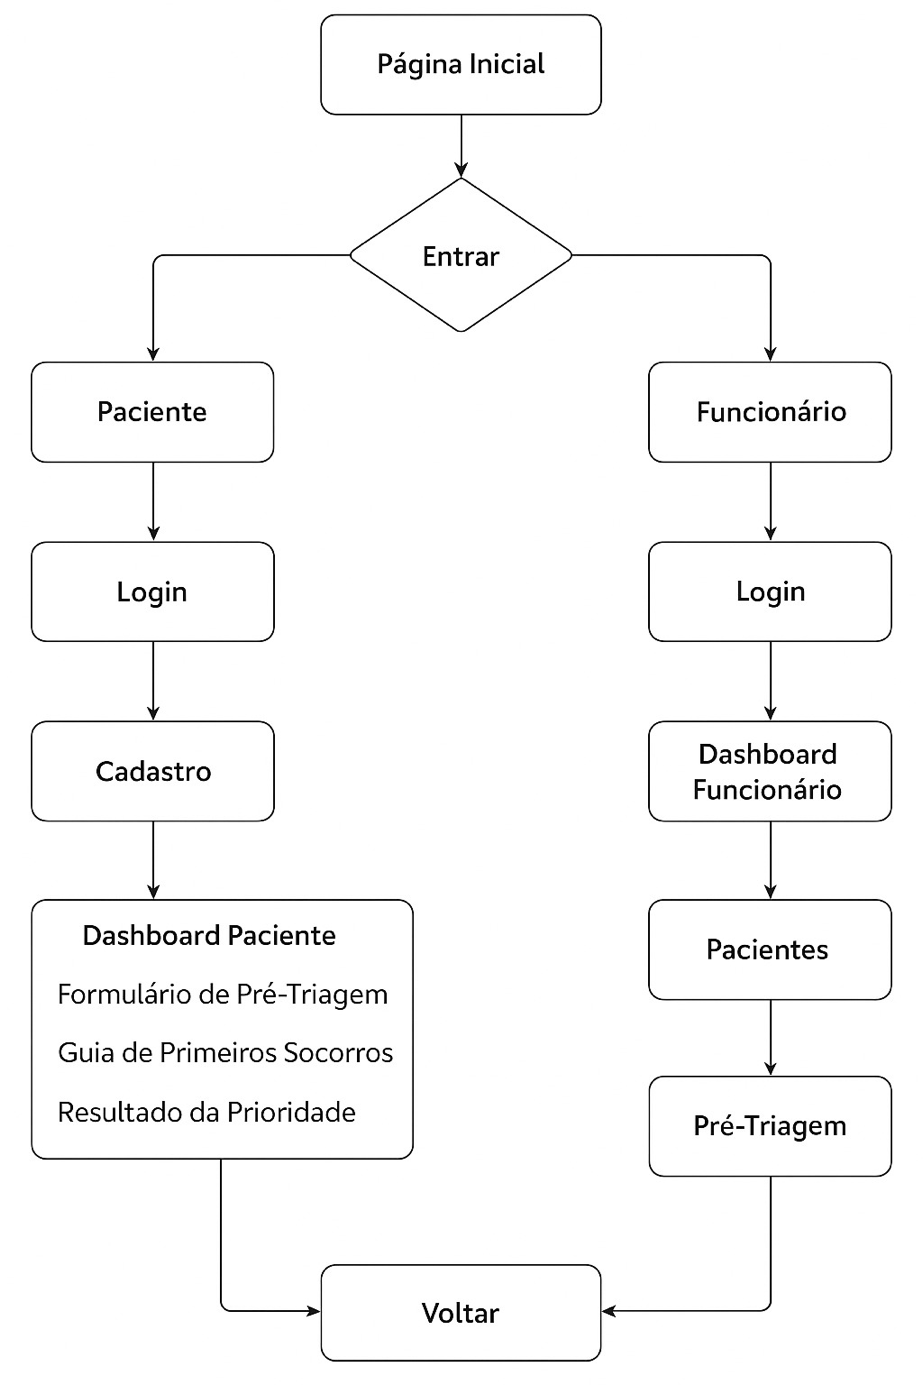 Página Inicial
Entrar
Paciente
Funcionário
Login
Login
Cadastro
Dashboard
Funcionário
Dashboard Paciente
Formulário de Pré-Triagem
Guia de Primeiros Socorros
Resultado da Prioridade
Pacientes
Pré-Triagem
Voltar